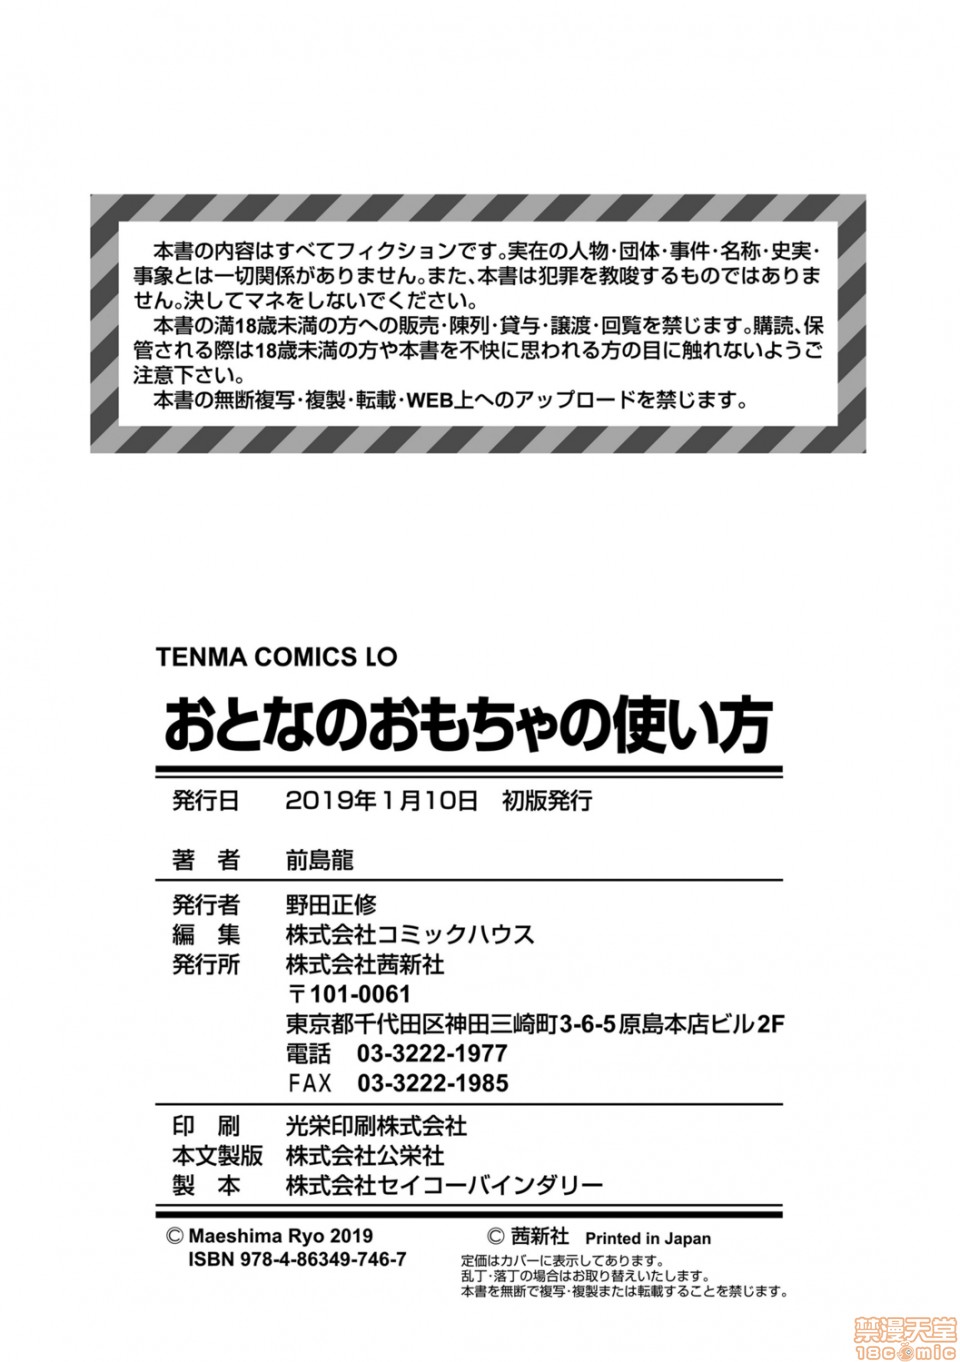 本書の内容はすべてフィクションです。実在の人物・団体・事件・名称・史実・
事象とは一切関係がありません。また、本書は犯罪を教唆するものではありま
せん。決してマネをしないでください。
本書の満18歳未満の方への販売・陳列・貸与・譲渡・回覧を禁じます。購読、保
管される際は18歳未満の方や本書を不快に思われる方の目に触れないようご
注意下さい。
本書の無断複写・複製・転載・WEB上へのアップロードを禁じます。
TENMA COMICS LO
おとなのおもちゃの使い方
発行日 2019年1月10日 初版発行
著 者 前島龍
発行者 野田正修
編 集 株式会社コミックハウス
発行所 株式会社茜新社
〒101-0061
東京都千代田区神田三崎町3-6-5原島本店ビル2F
電話 03-3222-1977
FAX 03-3222-1985
印 刷 光栄印刷株式会社
本文製版 株式会社公栄社
製 本 株式会社セイコーバインダリー
© Maeshima Ryo 2019 © 茜新社 Printed in Japan
ISBN 978-4-86349-746-7
定価はカバーに表示してあります。
乱丁・落丁の場合はお取り替えいたします。
本書を無断で複写・複製または転載することを禁じます。
禁漫天堂
18comic